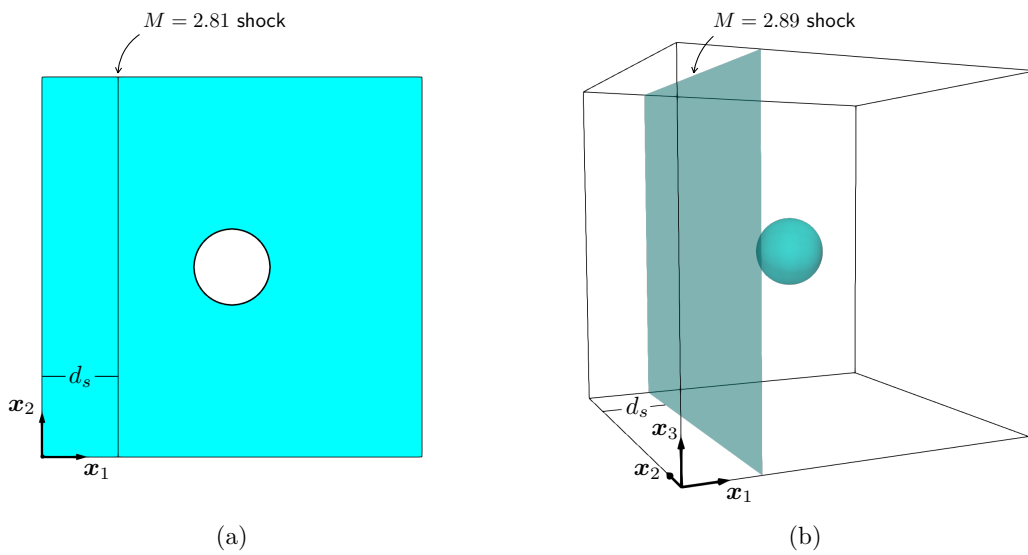 M = 2.81 shock
d_s
x_2
x_1
(a)
M = 2.89 shock
d_s
x_3
x_2
x_1
(b)